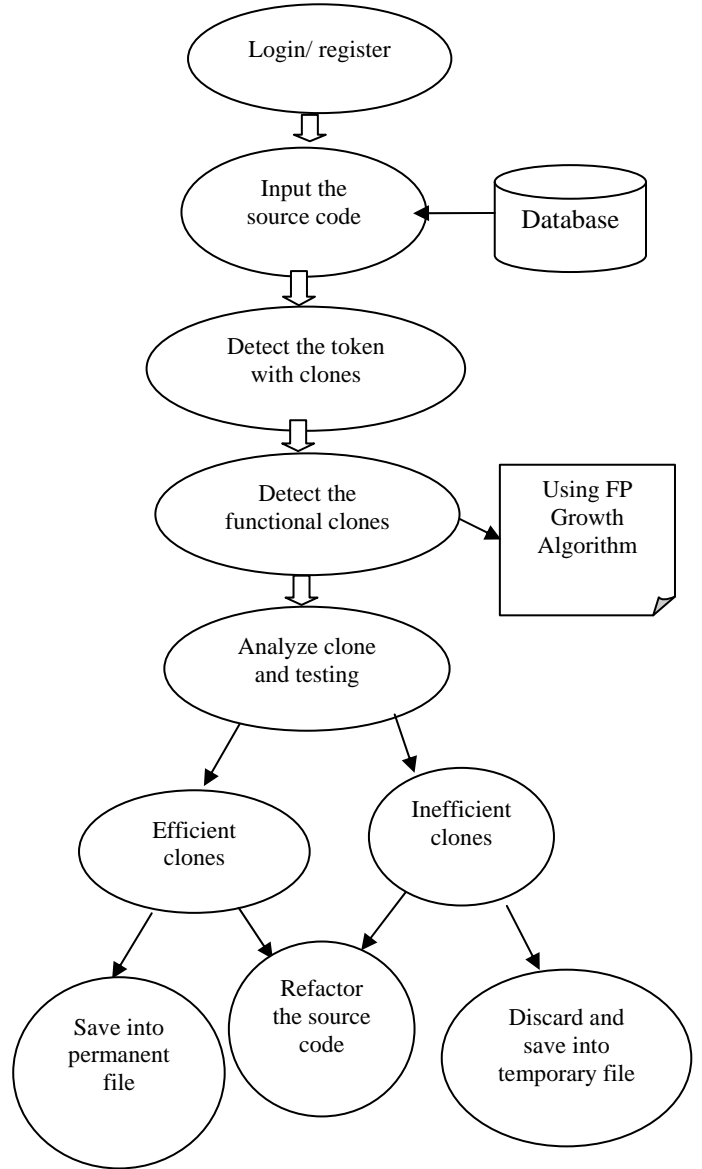 Login/ register
Input the
source code
Database
Detect the token
with clones
Detect the
functional clones
Using FP
Growth
Algorithm
Analyze clone
and testing
Efficient
clones
Inefficient
clones
Save into
permanent
file
Refactor
the source
code
Discard and
save into
temporary file